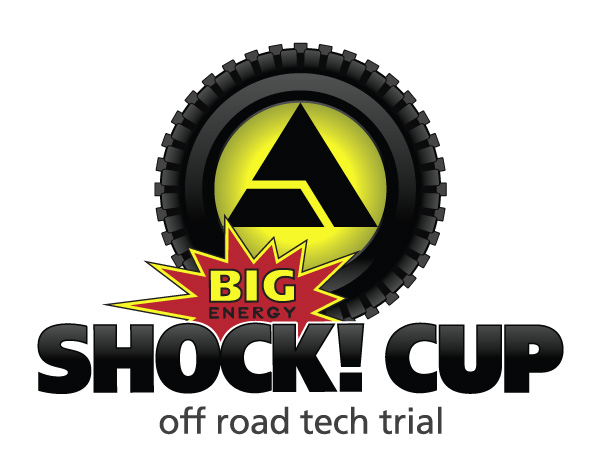 BIG
ENERGY
SHOCK! CUP
off road tech trial